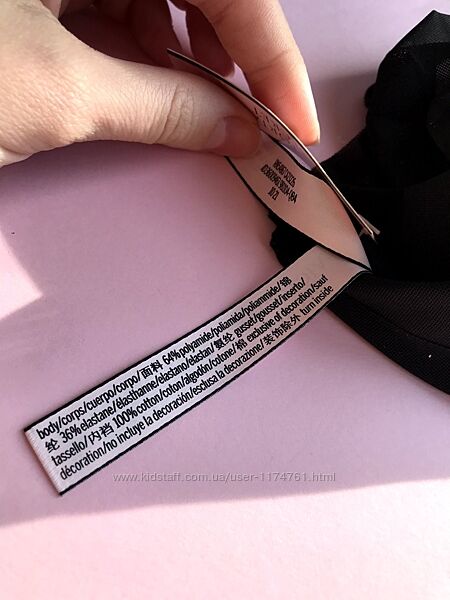 body/corps/cuerpo/corpo/面料 64% polyamide/poliamida/poliammide/锦
纶 36% elastane/élasthanne/elastano/elastan/氨纶 gusset/gousset/inserto/
tassello/内裆 100% cotton/coton/algodón/cotone/棉 exclusive of decoration/sauf
décoration/no incluye la decoración/esclusa la decorazione/装饰除外 turn inside
www.kidstaff.com.ua/user-1174761.html